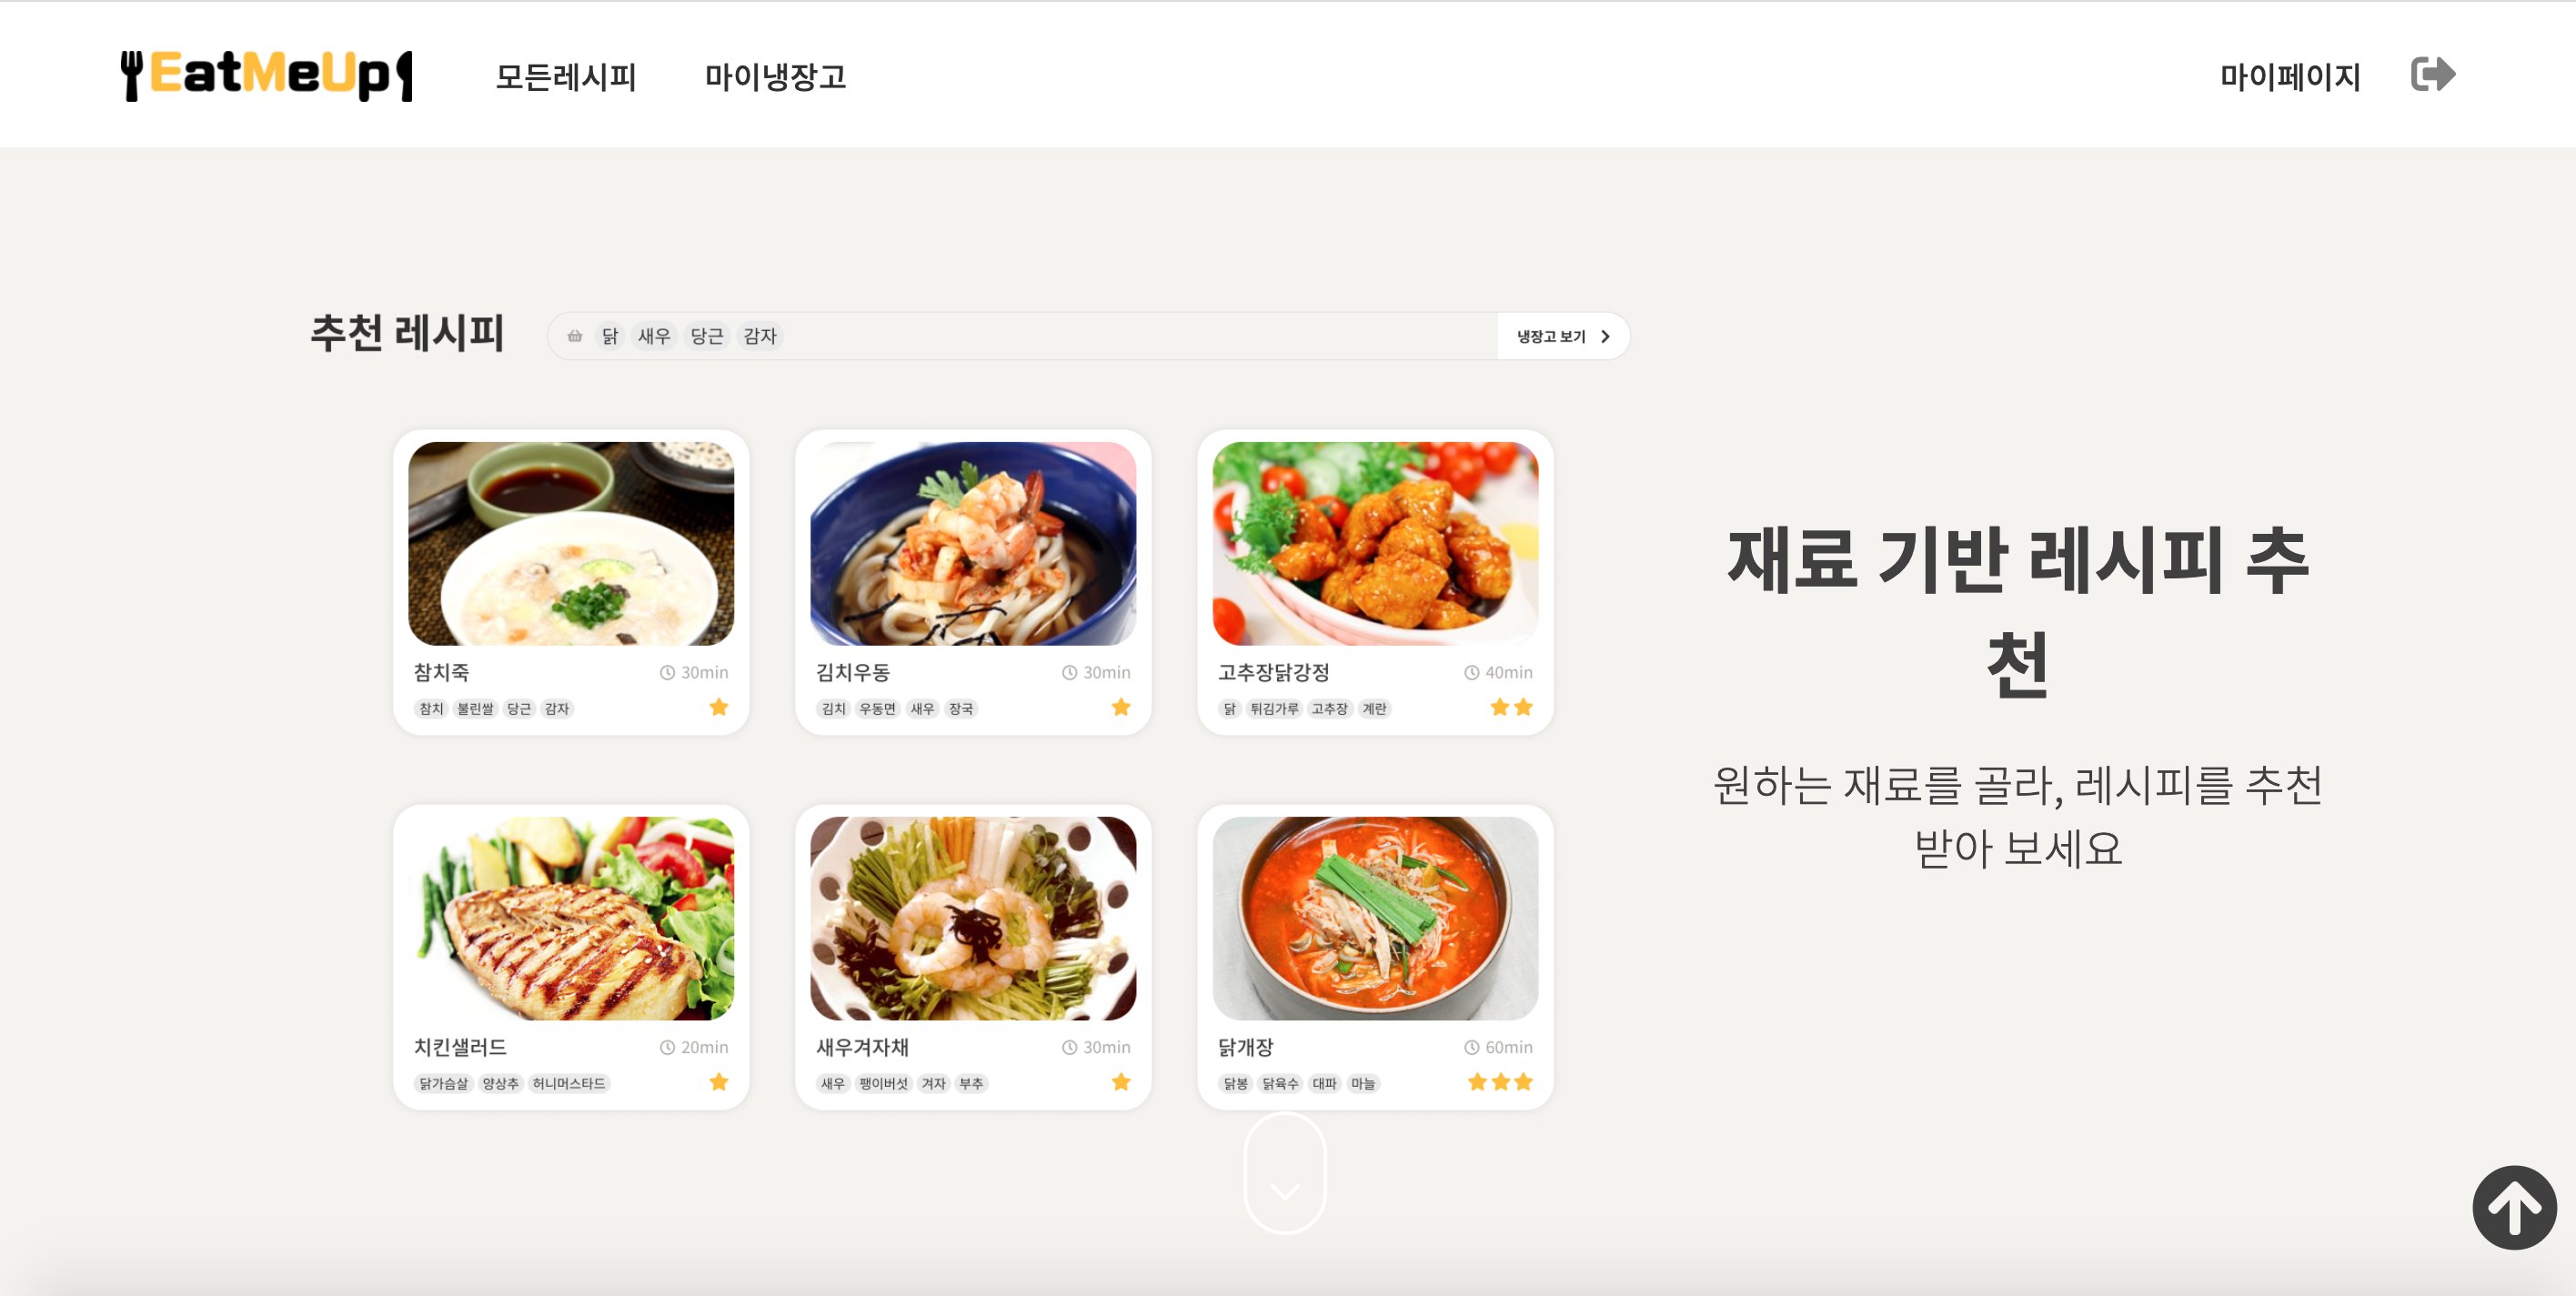 EatMeUp
모든레시피
마이냉장고
마이페이지
추천 레시피
닭 새우 당근 감자
냉장고 보기
참치죽
30min
참치 불린쌀 당근 감자
김치우동
30min
김치 우동면 새우 장국
고추장닭강정
40min
닭 튀김가루 고추장 계란
치킨샐러드
20min
닭가슴살 양상추 허니머스타드
새우겨자채
30min
새우 팽이버섯 겨자 부추
닭개장
60min
닭봉 닭육수 대파 마늘
재료 기반 레시피 추
천
원하는 재료를 골라, 레시피를 추천
받아 보세요